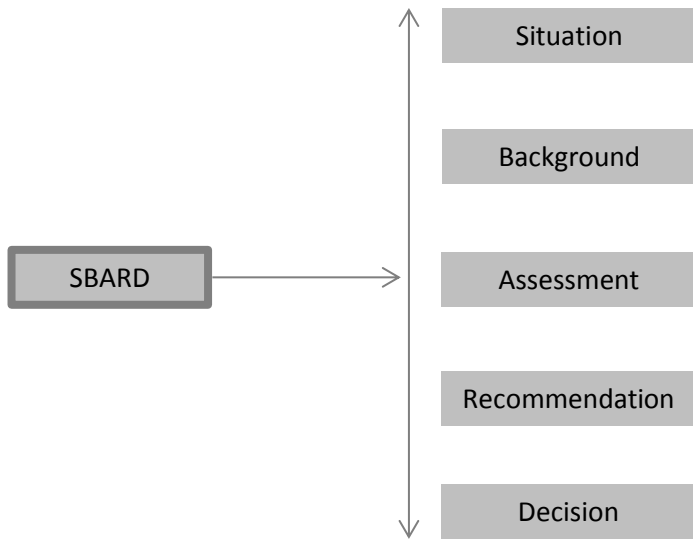 Situation
Background
SBARD
Assessment
Recommendation
Decision